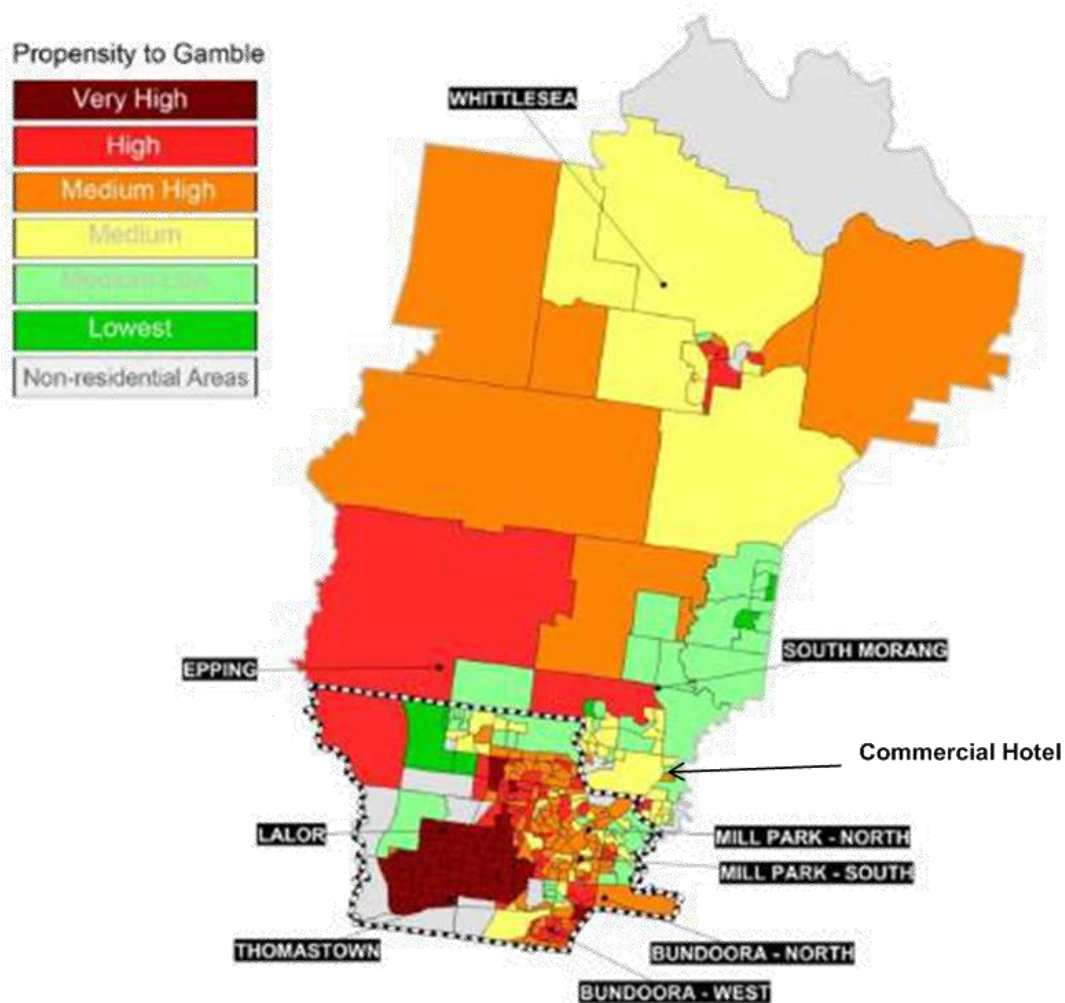 Propensity to Gamble
Very High
High
Medium High
Medium
Medium Low
Lowest
Non-residential Areas
WHITTLESEA
EPPING
SOUTH MORANG
Commercial Hotel
LALOR
MILL PARK - NORTH
MILL PARK - SOUTH
THOMASTOWN
BUNDOORA - NORTH
BUNDOORA - WEST